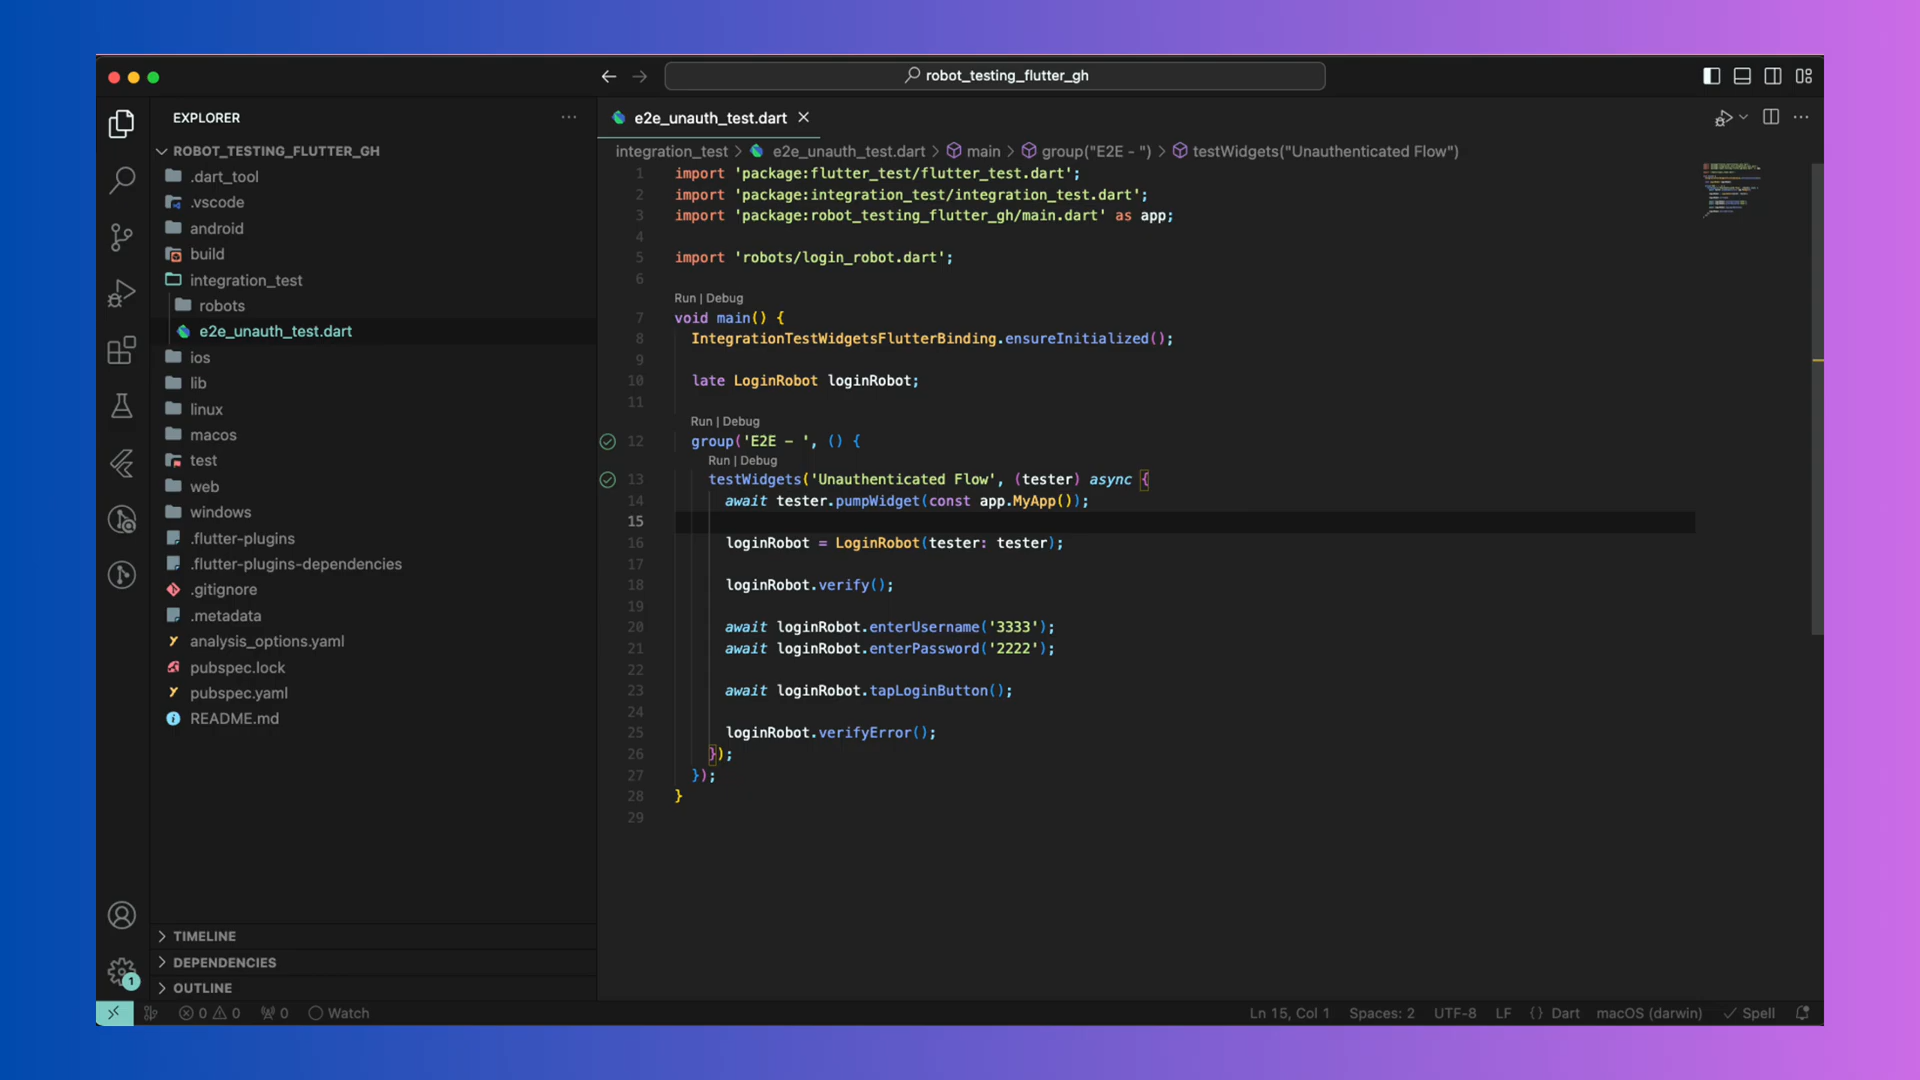 robot_testing_flutter_gh
EXPLORER
ROBOT_TESTING_FLUTTER_GH
.dart_tool
.vscode
android
build
integration_test
robots
e2e_unauth_test.dart
ios
lib
linux
macos
test
web
windows
.flutter-plugins
.flutter-plugins-dependencies
.gitignore
.metadata
analysis_options.yaml
pubspec.lock
pubspec.yaml
README.md
TIMELINE
DEPENDENCIES
OUTLINE
1
e2e_unauth_test.dart
integration_test > e2e_unauth_test.dart > main > group("E2E - ") > testWidgets("Unauthenticated Flow")
1 import 'package:flutter_test/flutter_test.dart';
2 import 'package:integration_test/integration_test.dart';
3 import 'package:robot_testing_flutter_gh/main.dart' as app;
4
5 import 'robots/login_robot.dart';
6
Run | Debug
7 void main() {
8 IntegrationTestWidgetsFlutterBinding.ensureInitialized();
9
10 late LoginRobot loginRobot;
11
Run | Debug
12 group('E2E - ', () {
Run | Debug
13 testWidgets('Unauthenticated Flow', (tester) async {
14 await tester.pumpWidget(const app.MyApp());
15
16 loginRobot = LoginRobot(tester: tester);
17
18 loginRobot.verify();
19
20 await loginRobot.enterUsername('3333');
21 await loginRobot.enterPassword('2222');
22
23 await loginRobot.tapLoginButton();
24
25 loginRobot.verifyError();
26 });
27 });
28 }
29
0 0 0 Watch
Ln 15, Col 1 Spaces: 2 UTF-8 LF {} Dart macOS (darwin) Spell